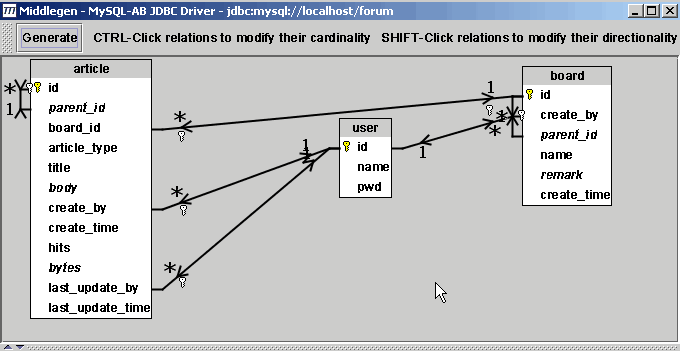 Middlegen - MySQL-AB JDBC Driver - jdbc:mysql://localhost/forum
Generate CTRL-Click relations to modify their cardinality SHIFT-Click relations to modify their directionality
article
id
parent_id
board_id
article_type
title
body
create_by
create_time
hits
bytes
last_update_by
last_update_time
*
1
*
*
*
1
user
id
name
pwd
1
1
*
*
board
id
create_by
parent_id
name
remark
create_time